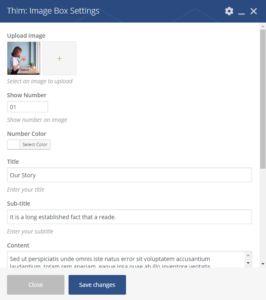 Thim: Image Box Settings
Upload Image
Select an image to upload
Show Number
01
Show number on image
Number Color
Select Color
Title
Our Story
Enter your title
Sub-title
It is a long established fact that a reade.
Enter your subtitle
Content
Sed ut perspiciatis unde omnis iste natus error sit voluptatem accusantium
laudantium, totam rem aperiam, eaque ipsa quae ab illo inventore veritatis
Close
Save changes